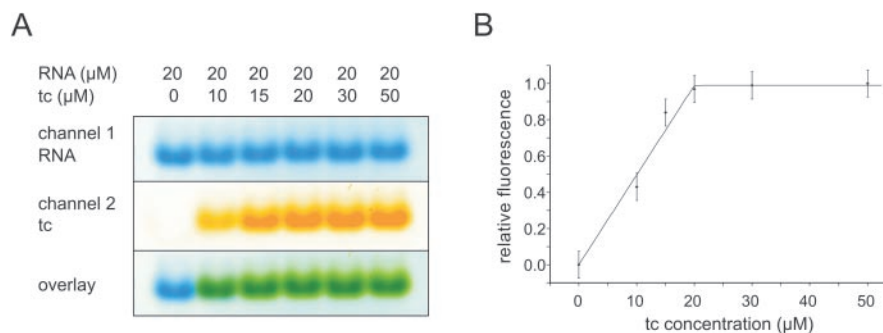 A
RNA (µM) 20 20 20 20 20 20
tc (µM) 0 10 15 20 30 50
channel 1
RNA
channel 2
tc
overlay
B
relative fluorescence
1.0
0.8
0.6
0.4
0.2
0.0
0 10 20 30 40 50
tc concentration (µM)